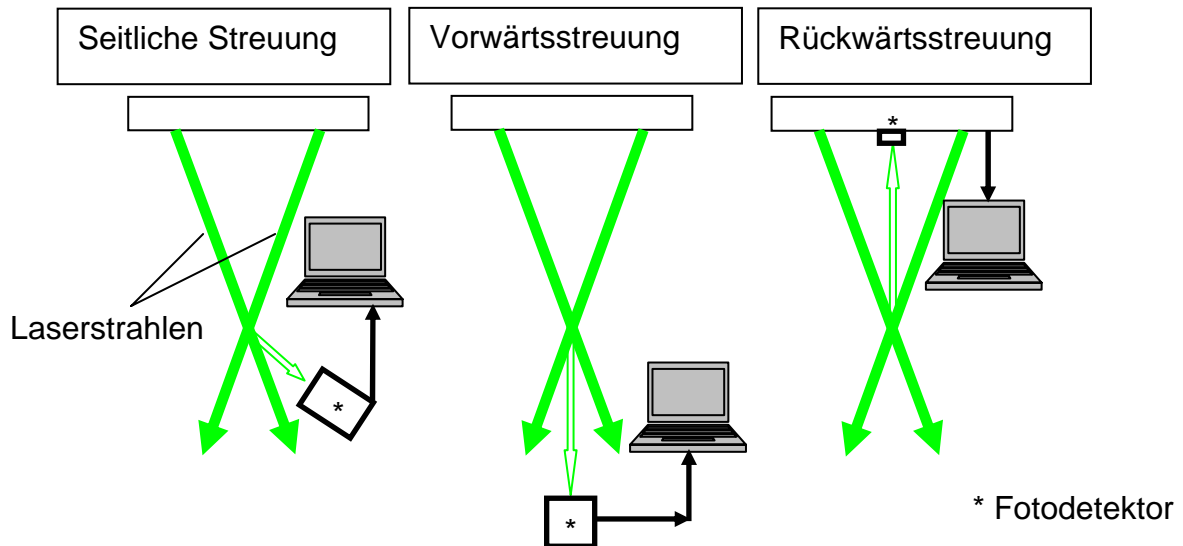 Seitliche Streuung
Vorwärtsstreuung
Rückwärtsstreuung
*
Laserstrahlen
*
*
* Fotodetektor